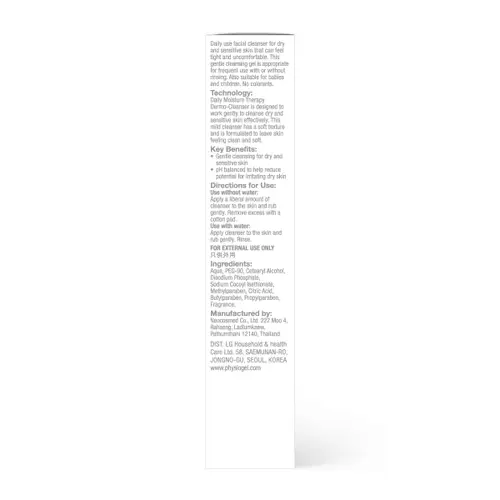 Daily use facial cleanser for dry
and sensitive skin that can feel
tight and uncomfortable. This
gentle cleansing gel is appropriate
for frequent use with or without
rinsing. Also suitable for babies
and children. No colorants.
Technology:
Daily Moisture Therapy
Dermo-Cleanser is designed to
work gently to cleanse dry and
sensitive skin effectively. This
mild cleanser has a soft texture
and is formulated to leave skin
feeling clean and soft.
Key Benefits:
• Gentle cleansing for dry and
sensitive skin
• pH balanced to help reduce
potential for irritating dry skin
Directions for Use:
Use without water:
Apply a liberal amount of
cleanser to the skin and rub
gently. Remove excess with a
cotton pad.
Use with water:
Apply cleanser to the skin and
rub gently. Rinse.
FOR EXTERNAL USE ONLY
只供外用
Ingredients:
Aqua, PEG-90, Cetearyl Alcohol,
Disodium Phosphate,
Sodium Cocoyl Isethionate,
Methylparaben, Citric Acid,
Butylparaben, Propylparaben,
Fragrance.
Manufactured by:
Neocosmed Co., Ltd. 222 Moo 4,
Rahaeng, Ladlumkaew,
Pathumthani 12140, Thailand
DIST: LG Household & health
Care Ltd. 58, SAEMUNAN-RO,
JONGNO-GU, SEOUL, KOREA
www.physiogel.com